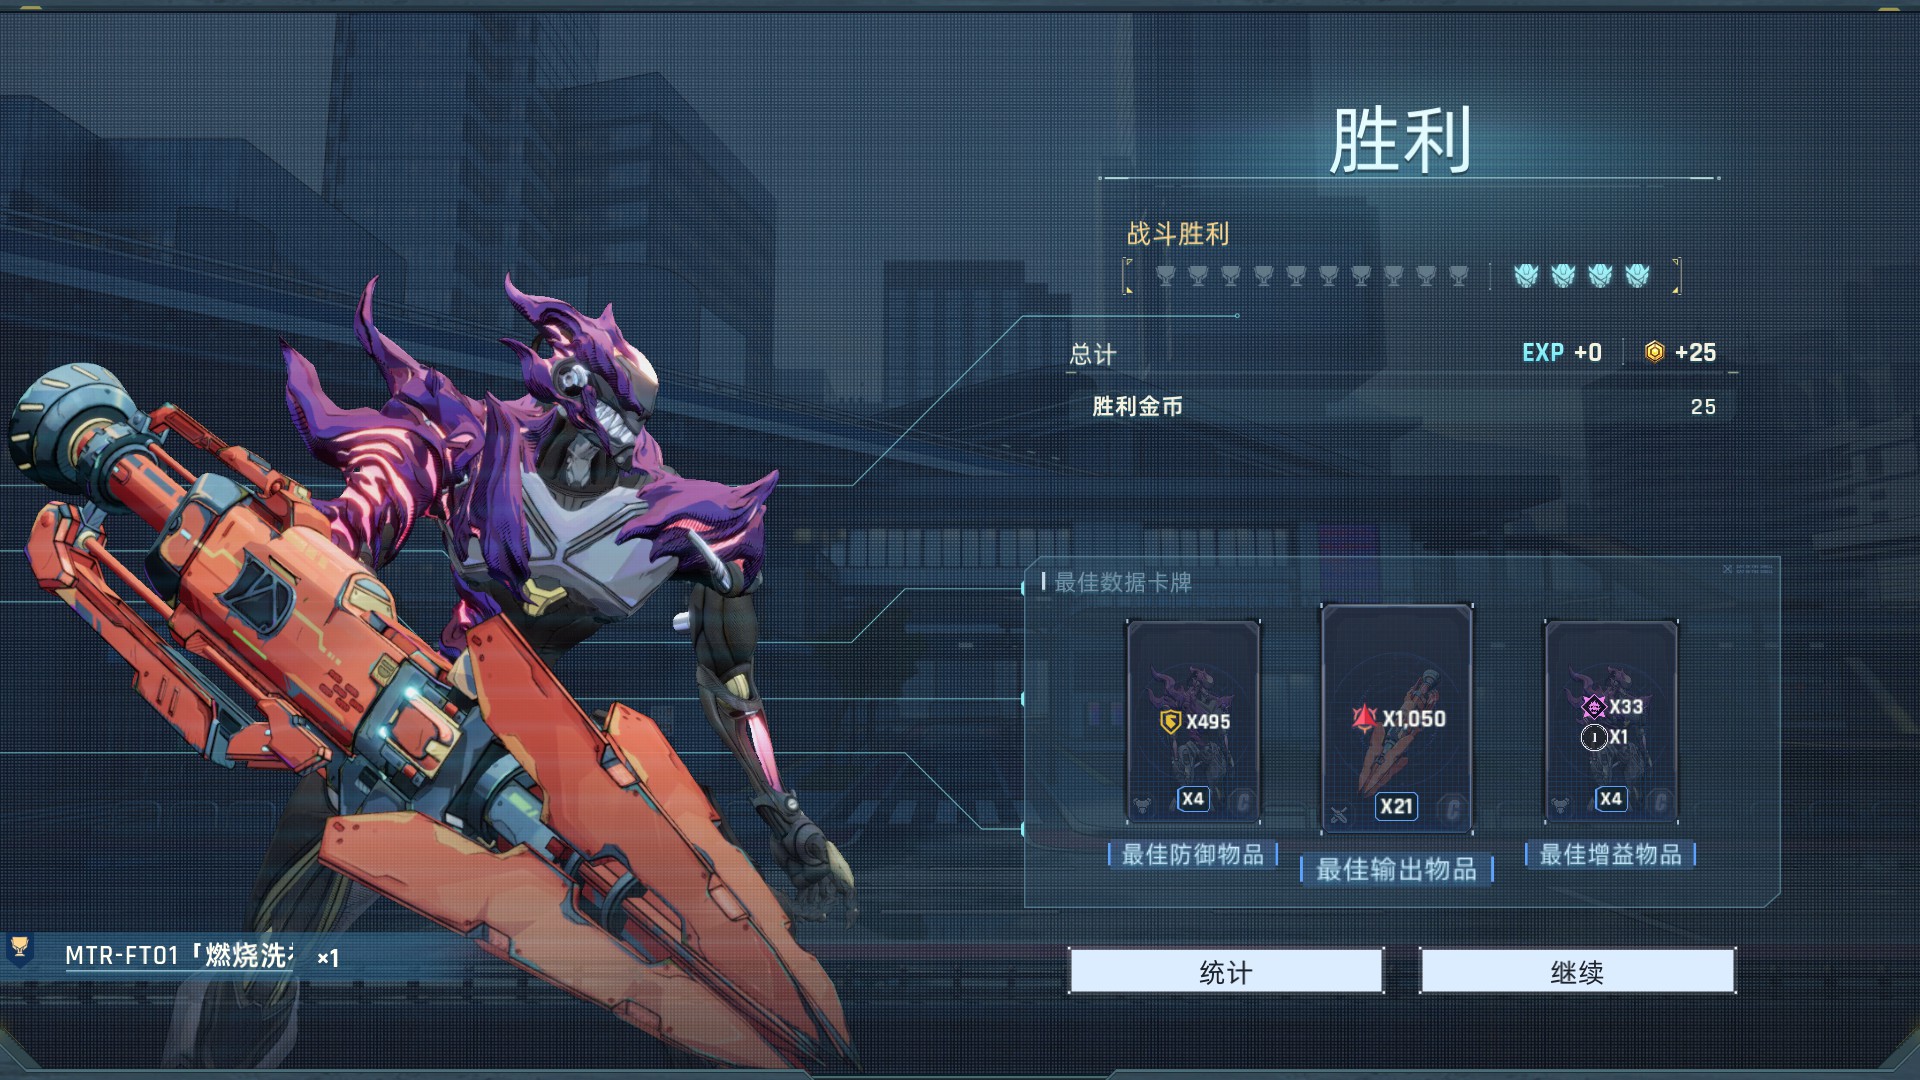 胜利
战斗胜利
总计
EXP +0
+25
胜利金币
25
最佳数据卡牌
X495
X4
最佳防御物品
X1,050
X21
最佳输出物品
X33
X1
X4
最佳增益物品
MTR-FT01「燃烧洗 ×1
统计
继续